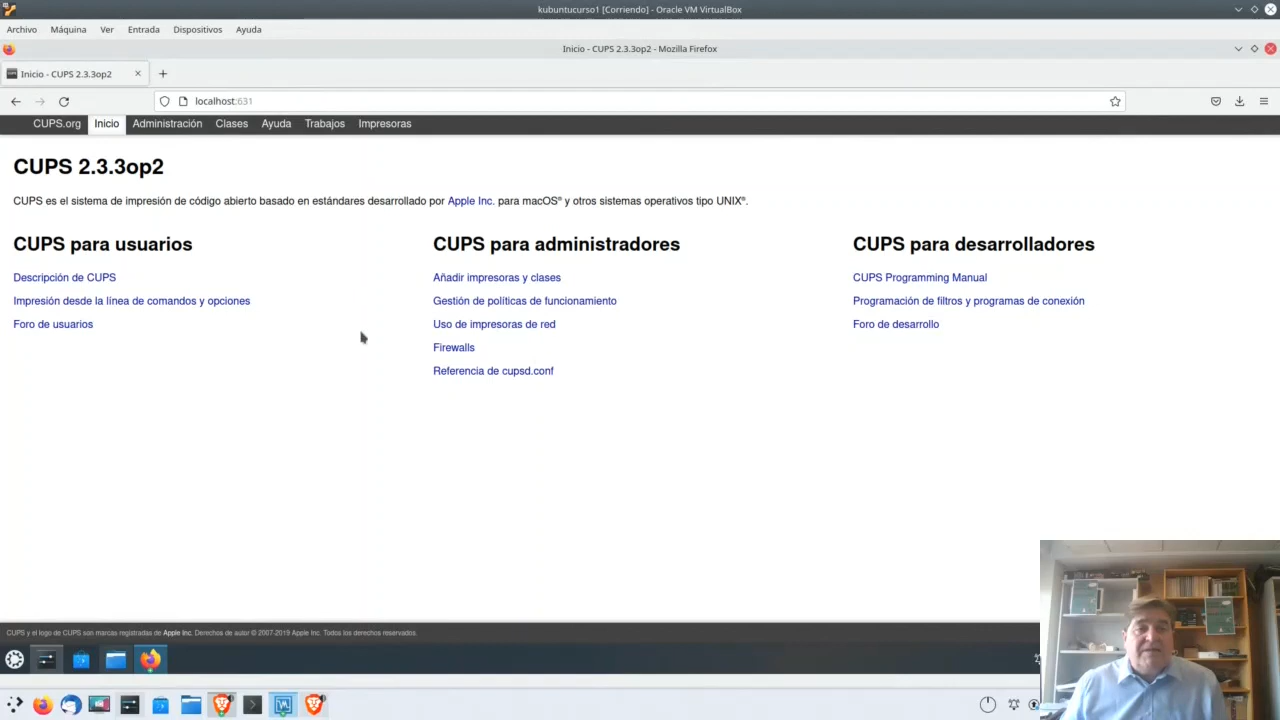 kubuntucurso1 [Corriendo] - Oracle VM VirtualBox
Archivo Máquina Ver Entrada Dispositivos Ayuda
Inicio - CUPS 2.3.3op2 - Mozilla Firefox
Inicio - CUPS 2.3.3op2
localhost:631
CUPS.org Inicio Administración Clases Ayuda Trabajos Impresoras
CUPS 2.3.3op2
CUPS es el sistema de impresión de código abierto basado en estándares desarrollado por Apple Inc. para macOS® y otros sistemas operativos tipo UNIX®.
CUPS para usuarios
Descripción de CUPS
Impresión desde la línea de comandos y opciones
Foro de usuarios
CUPS para administradores
Añadir impresoras y clases
Gestión de políticas de funcionamiento
Uso de impresoras de red
Firewalls
Referencia de cupsd.conf
CUPS para desarrolladores
CUPS Programming Manual
Programación de filtros y programas de conexión
Foro de desarrollo
CUPS y el logo de CUPS son marcas registradas de Apple Inc. Derechos de autor © 2007-2019 Apple Inc. Todos los derechos reservados.